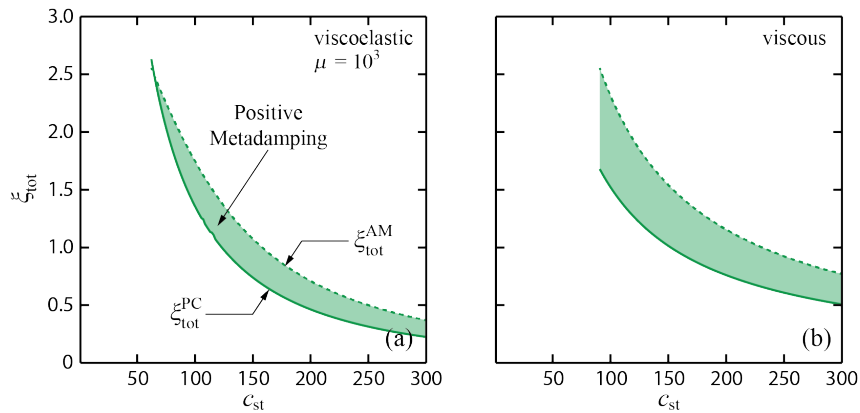 3.0
2.5
2.0
1.5
1.0
0.5
0
ξtot
viscoelastic
μ = 10³
Positive
Metadamping
ξtotAM
ξtotPC
(a)
50 100 150 200 250 300
cst
viscous
(b)
50 100 150 200 250 300
cst